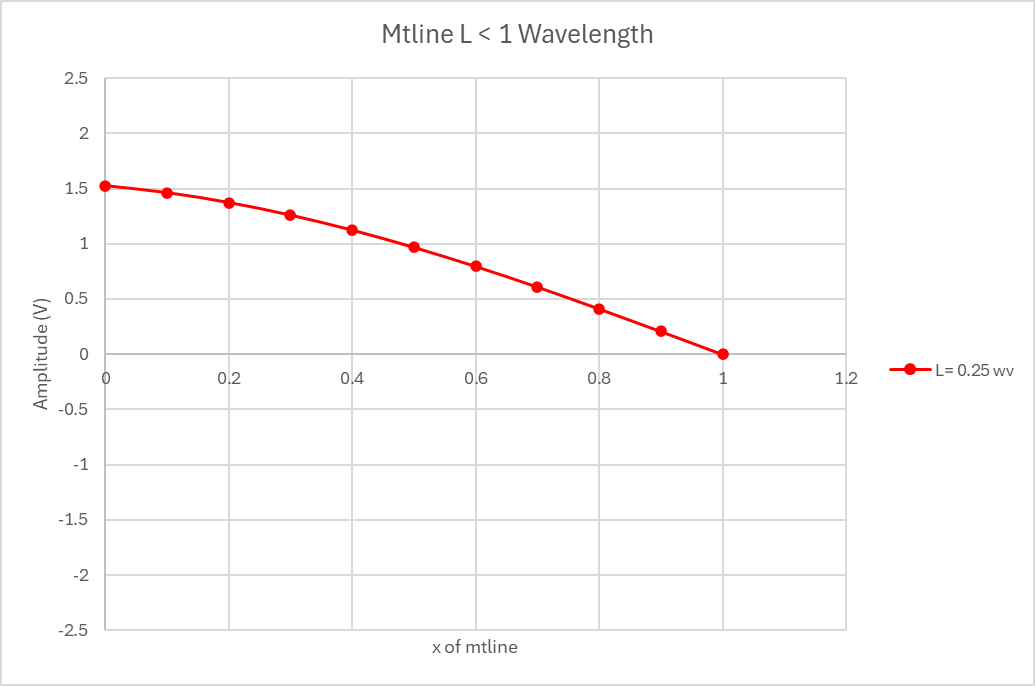 Mtline L < 1 Wavelength
2.5
2
1.5
1
0.5
0
-0.5
-1
-1.5
-2
-2.5
Amplitude (V)
0 0.2 0.4 0.6 0.8 1 1.2
x of mtline
L= 0.25 wv